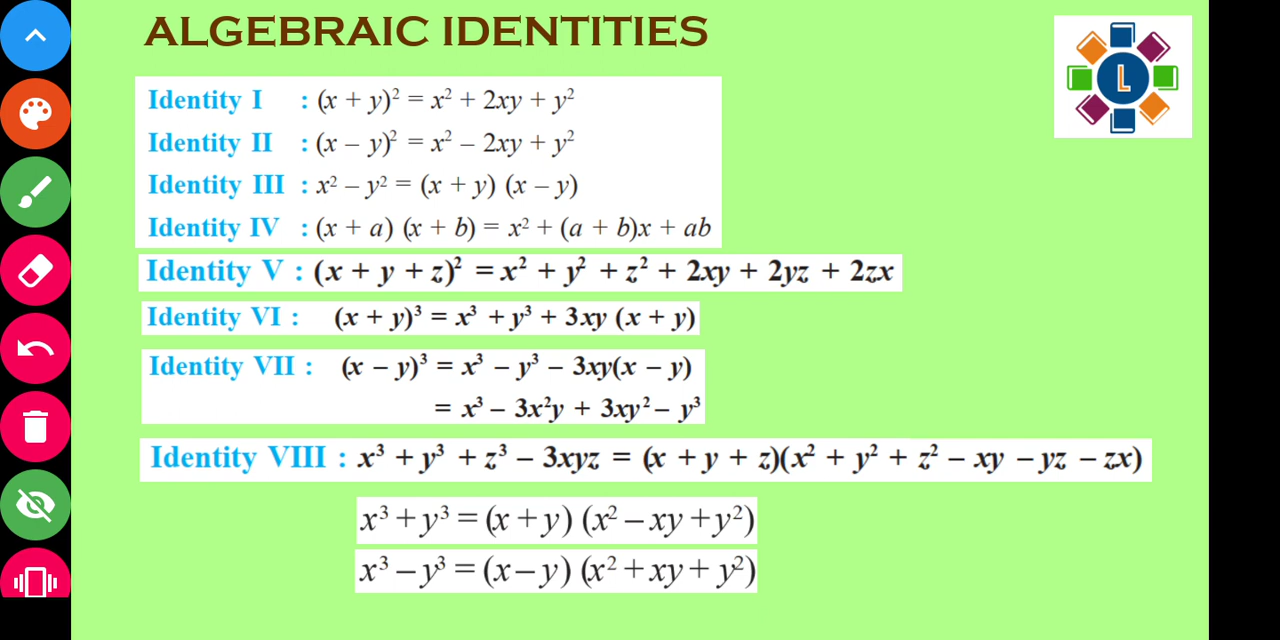 ALGEBRAIC IDENTITIES
L
Identity I : (x + y)² = x² + 2xy + y²
Identity II : (x – y)² = x² – 2xy + y²
Identity III : x² – y² = (x + y) (x – y)
Identity IV : (x + a) (x + b) = x² + (a + b)x + ab
Identity V : (x + y + z)² = x² + y² + z² + 2xy + 2yz + 2zx
Identity VI : (x + y)³ = x³ + y³ + 3xy (x + y)
Identity VII : (x – y)³ = x³ – y³ – 3xy(x – y)
= x³ – 3x²y + 3xy² – y³
Identity VIII : x³ + y³ + z³ – 3xyz = (x + y + z)(x² + y² + z² – xy – yz – zx)
x³ + y³ = (x + y) (x² – xy + y²)
x³ – y³ = (x – y) (x² + xy + y²)